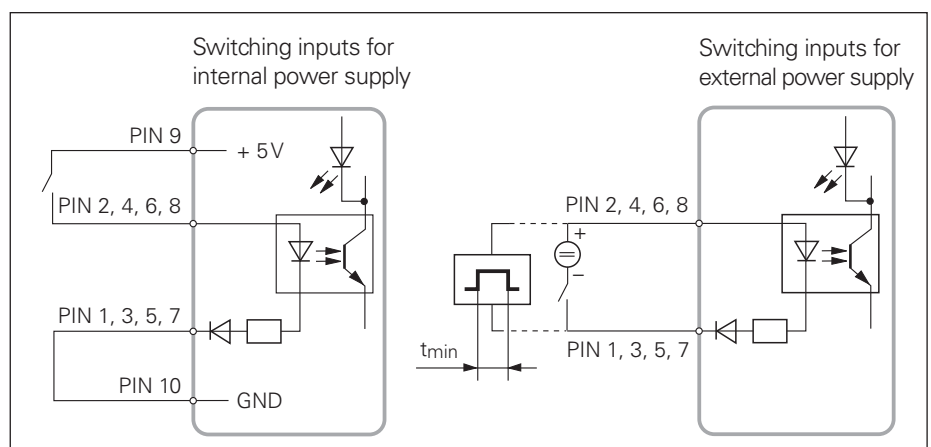 Switching inputs for
internal power supply
PIN 9
+ 5V
PIN 2, 4, 6, 8
PIN 1, 3, 5, 7
PIN 10
GND
Switching inputs for
external power supply
PIN 2, 4, 6, 8
+
=
−
PIN 1, 3, 5, 7
tmin